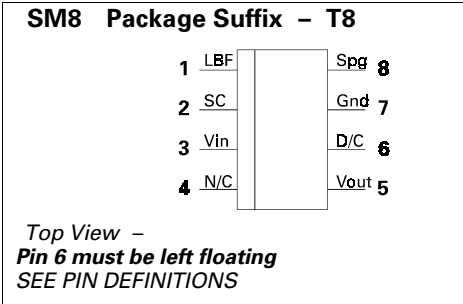 SM8 Package Suffix – T8
1 LBF Spg 8
2 SC Gnd 7
3 Vin D/C 6
4 N/C Vout 5
Top View –
Pin 6 must be left floating
SEE PIN DEFINITIONS